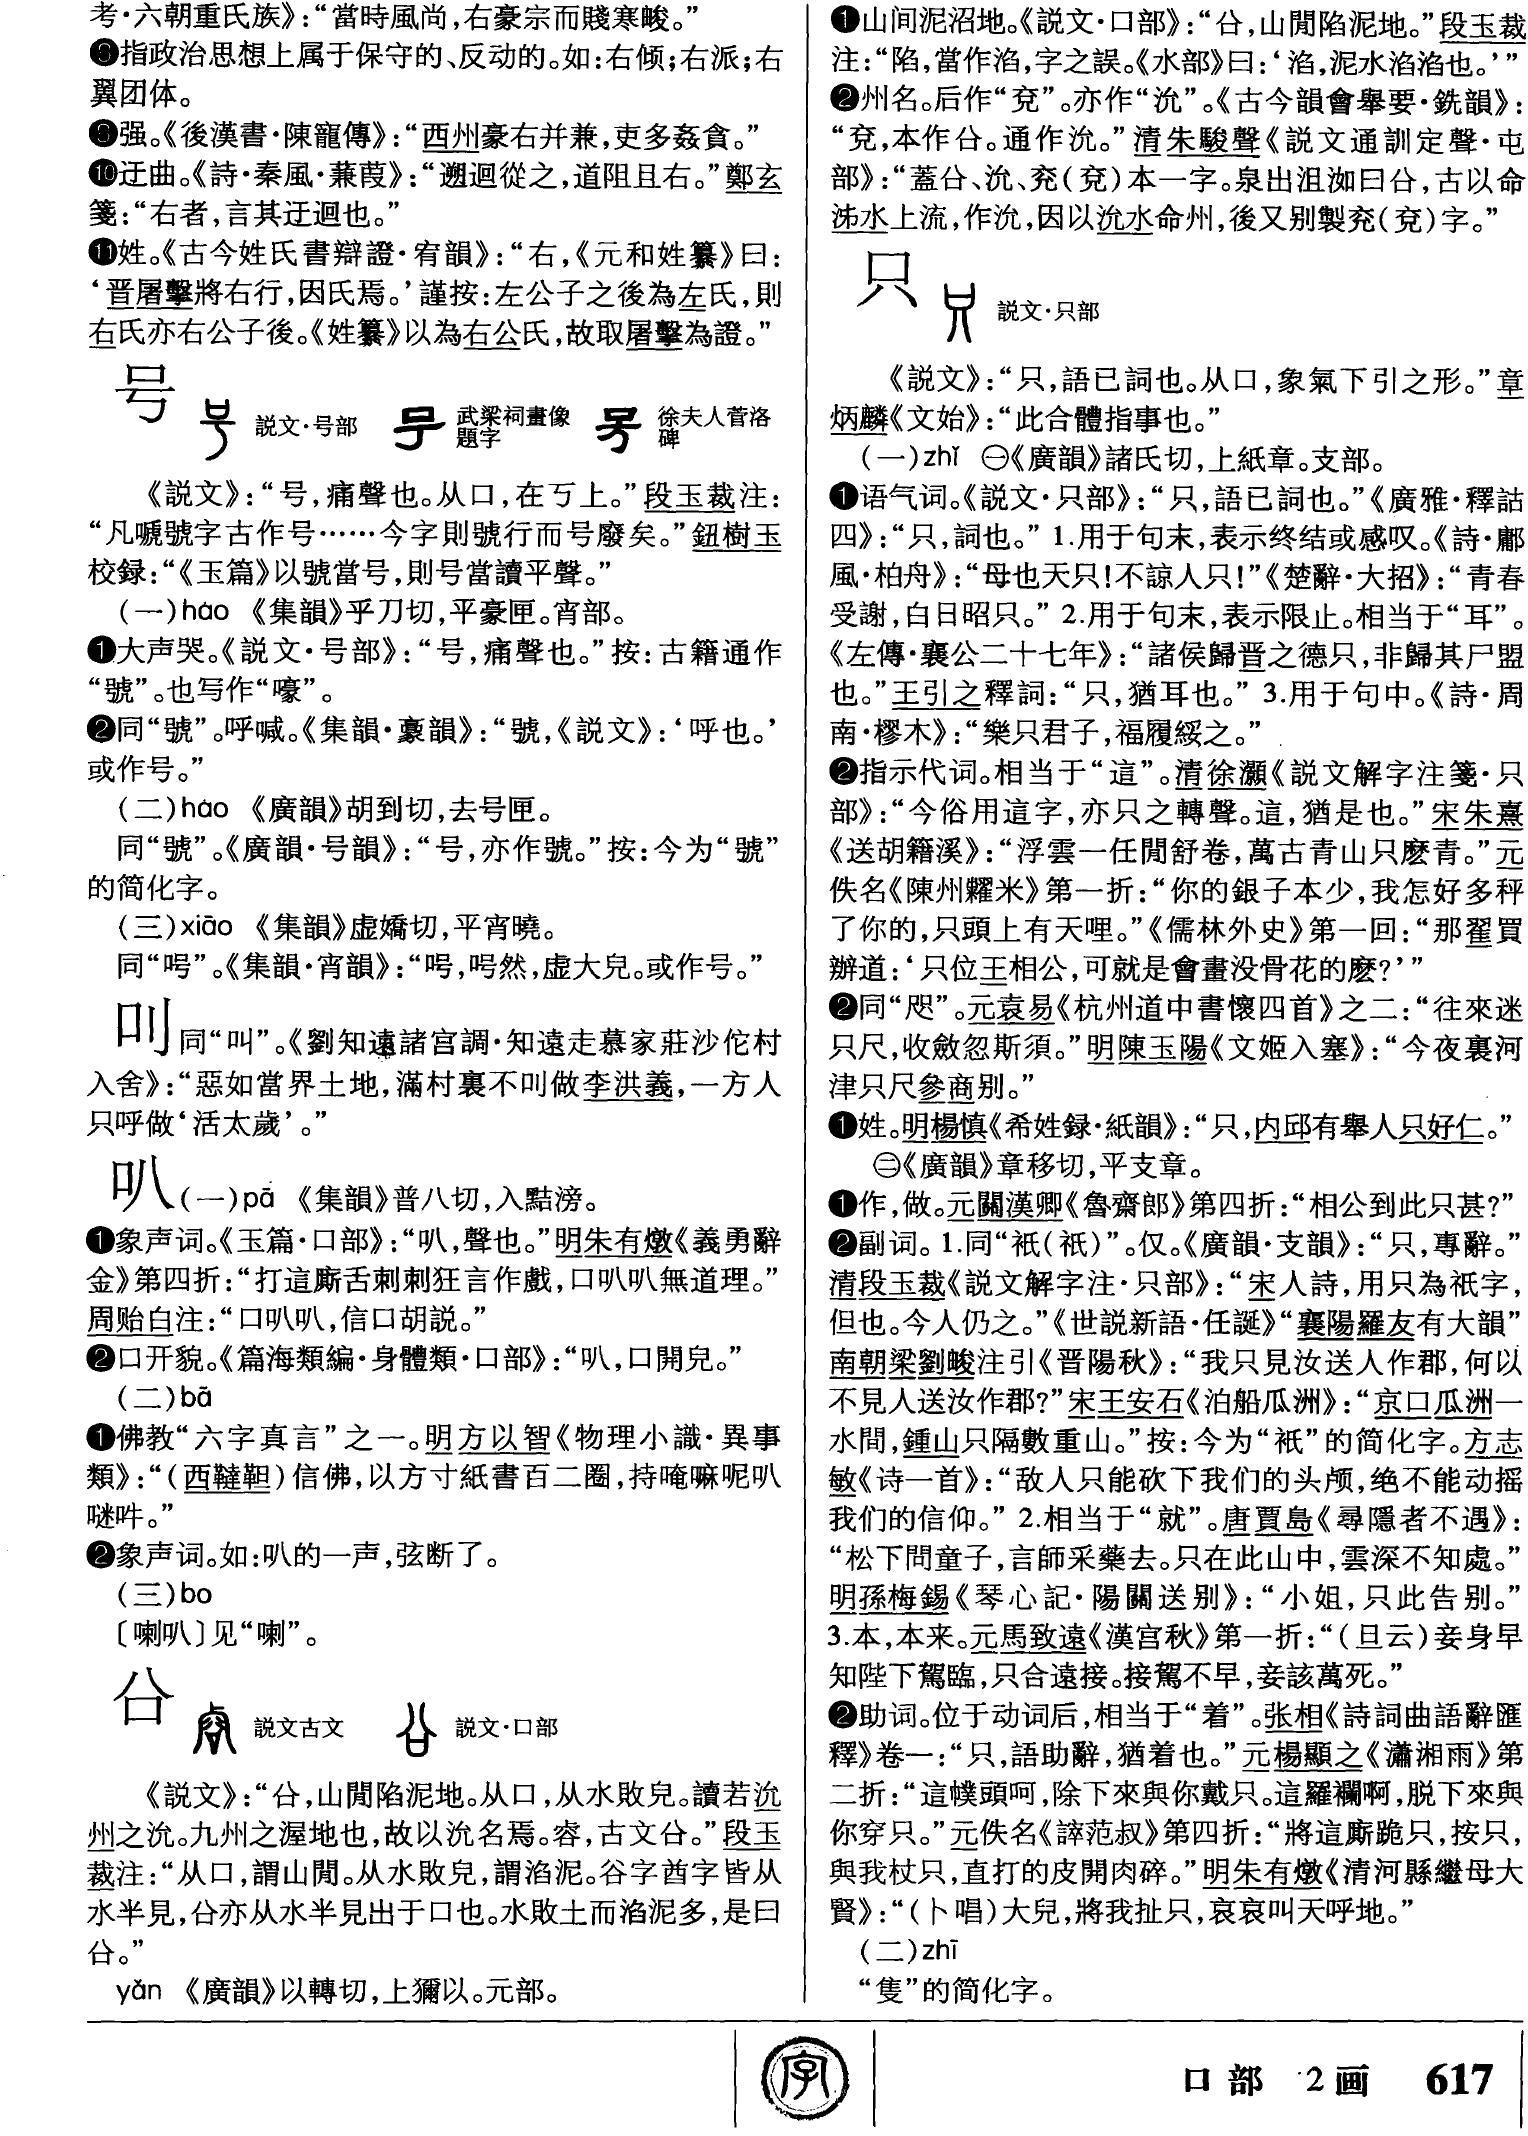 考·六朝重氏族》：“當時風尚，右豪宗而賤寒畯。”
❽指政治思想上属于保守的、反动的。如：右倾；右派；右
翼团体。
❾强。《後漢書·陳寵傳》：“西州豪右并兼，吏多姦貪。”
❿迂曲。《詩·秦風·蒹葭》：“遡迴從之，道阻且右。”鄭玄
箋：“右者，言其迂迴也。”
⓫姓。《古今姓氏書辯證·宥韻》：“右，《元和姓纂》曰：
‘晋屠擊將右行，因氏焉。’謹按：左公子之後為左氏，則
右氏亦右公子後。《姓纂》以為右公氏，故取屠擊為證。”
号 説文·号部 武梁祠畫像題字 徐夫人菅洛碑
《説文》：“号，痛聲也。从口，在丂上。”段玉裁注：
“凡嗁號字古作号……今字則號行而号廢矣。”鈕樹玉
校録：“《玉篇》以號當号，則号當讀平聲。”
（一）háo 《集韻》乎刀切，平豪匣。宵部。
❶大声哭。《説文·号部》：“号，痛聲也。”按：古籍通作
“號”。也写作“嚎”。
❷同“號”。呼喊。《集韻·豪韻》：“號，《説文》：‘呼也。’
或作号。”
（二）hào 《廣韻》胡到切，去号匣。
同“號”。《廣韻·号韻》：“号，亦作號。”按：今为“號”
的简化字。
（三）xiāo 《集韻》虚嬌切，平宵曉。
同“呺”。《集韻·宵韻》：“呺，呺然，虚大皃。或作号。”
叫 同“叫”。《劉知遠諸宫調·知遠走慕家莊沙佗村
入舍》：“惡如當界土地，滿村裏不叫做李洪義，一方人
只呼做‘活太歲’。”
叭（一）pā 《集韻》普八切，入黠滂。
❶象声词。《玉篇·口部》：“叭，聲也。”明朱有燉《義勇辭
金》第四折：“打這廝舌刺刺狂言作戲，口叭叭無道理。”
周贻白注：“口叭叭，信口胡説。”
❷口开貌。《篇海類編·身體類·口部》：“叭，口開皃。”
（二）bā
❶佛教“六字真言”之一。明方以智《物理小識·異事
類》：“（西韃靼）信佛，以方寸紙書百二圈，持唵嘛呢叭
𠺗吽。”
❷象声词。如：叭的一声，弦断了。
（三）ba
〔喇叭〕见“喇”。
㕣 説文古文 説文·口部
《説文》：“㕣，山閒陷泥地。从口，从水敗皃。讀若沇
州之沇。九州之渥地也，故以沇名焉。𧮲，古文㕣。”段玉
裁注：“从口，謂山閒。从水敗皃，謂淊泥。谷字酋字皆从
水半見，㕣亦从水半見出于口也。水敗土而淊泥多，是曰
㕣。”
yǎn 《廣韻》以轉切，上獮以。元部。
❶山间泥沼地。《説文·口部》：“㕣，山閒陷泥地。”段玉裁
注：“陷，當作淊，字之誤。《水部》曰：‘淊，泥水淊淊也。’”
❷州名。后作“兗”。亦作“沇”。《古今韻會舉要·銑韻》：
“兗，本作㕣。通作沇。”清朱駿聲《説文通訓定聲·屯
部》：“蓋㕣、沇、兖（兗）本一字。泉出沮洳曰㕣，古以命
泲水上流，作沇，因以沇水命州，後又别製兖（兗）字。”
只 説文·只部
《説文》：“只，語已詞也。从口，象氣下引之形。”章
炳麟《文始》：“此合體指事也。”
（一）zhǐ ㊀《廣韻》諸氏切，上紙章。支部。
❶语气词。《説文·只部》：“只，語已詞也。”《廣雅·釋詁
四》：“只，詞也。” 1.用于句末，表示终结或感叹。《詩·鄘
風·柏舟》：“母也天只！不諒人只！”《楚辭·大招》：“青春
受謝，白日昭只。” 2.用于句末，表示限止。相当于“耳”。
《左傳·襄公二十七年》：“諸侯歸晋之德只，非歸其尸盟
也。”王引之釋詞：“只，猶耳也。” 3.用于句中。《詩·周
南·樛木》：“樂只君子，福履綏之。”
❷指示代词。相当于“這”。清徐灝《説文解字注箋·只
部》：“今俗用這字，亦只之轉聲。這，猶是也。”宋朱熹
《送胡籍溪》：“浮雲一任閒舒卷，萬古青山只麽青。”元
佚名《陳州糶米》第一折：“你的銀子本少，我怎好多秤
了你的，只頭上有天哩。”《儒林外史》第一回：“那翟買
辦道：‘只位王相公，可就是會畫没骨花的麽？’”
❷同“咫”。元袁易《杭州道中書懷四首》之二：“往來迷
只尺，收斂忽斯須。”明陳玉陽《文姬入塞》：“今夜裏河
津只尺參商别。”
❶姓。明楊慎《希姓録·紙韻》：“只，内邱有舉人只好仁。”
㊁《廣韻》章移切，平支章。
❶作，做。元關漢卿《魯齋郎》第四折：“相公到此只甚？”
❷副词。1.同“衹（祇）”。仅。《廣韻·支韻》：“只，專辭。”
清段玉裁《説文解字注·只部》：“宋人詩，用只為祇字，
但也。今人仍之。”《世説新語·任誕》“襄陽羅友有大韻”
南朝梁劉峻注引《晋陽秋》：“我只見汝送人作郡，何以
不見人送汝作郡？”宋王安石《泊船瓜洲》：“京口瓜洲一
水間，鍾山只隔數重山。”按：今为“衹”的简化字。方志
敏《诗一首》：“敌人只能砍下我们的头颅，绝不能动摇
我们的信仰。” 2.相当于“就”。唐賈島《尋隱者不遇》：
“松下問童子，言師采藥去。只在此山中，雲深不知處。”
明孫梅錫《琴心記·陽關送别》：“小姐，只此告别。”
3.本，本来。元馬致遠《漢宫秋》第一折：“（旦云）妾身早
知陛下駕臨，只合遠接。接駕不早，妾該萬死。”
❷助词。位于动词后，相当于“着”。张相《詩詞曲語辭匯
釋》卷一：“只，語助辭，猶着也。”元楊顯之《瀟湘雨》第
二折：“這幞頭呵，除下來與你戴只。這羅襴啊，脱下來與
你穿只。”元佚名《誶范叔》第四折：“將這廝跪只，按只，
與我杖只，直打的皮開肉碎。”明朱有燉《清河縣繼母大
賢》：“（卜唱）大兒，將我扯只，哀哀叫天呼地。”
（二）zhī
“隻”的简化字。
字
口部 2画 617